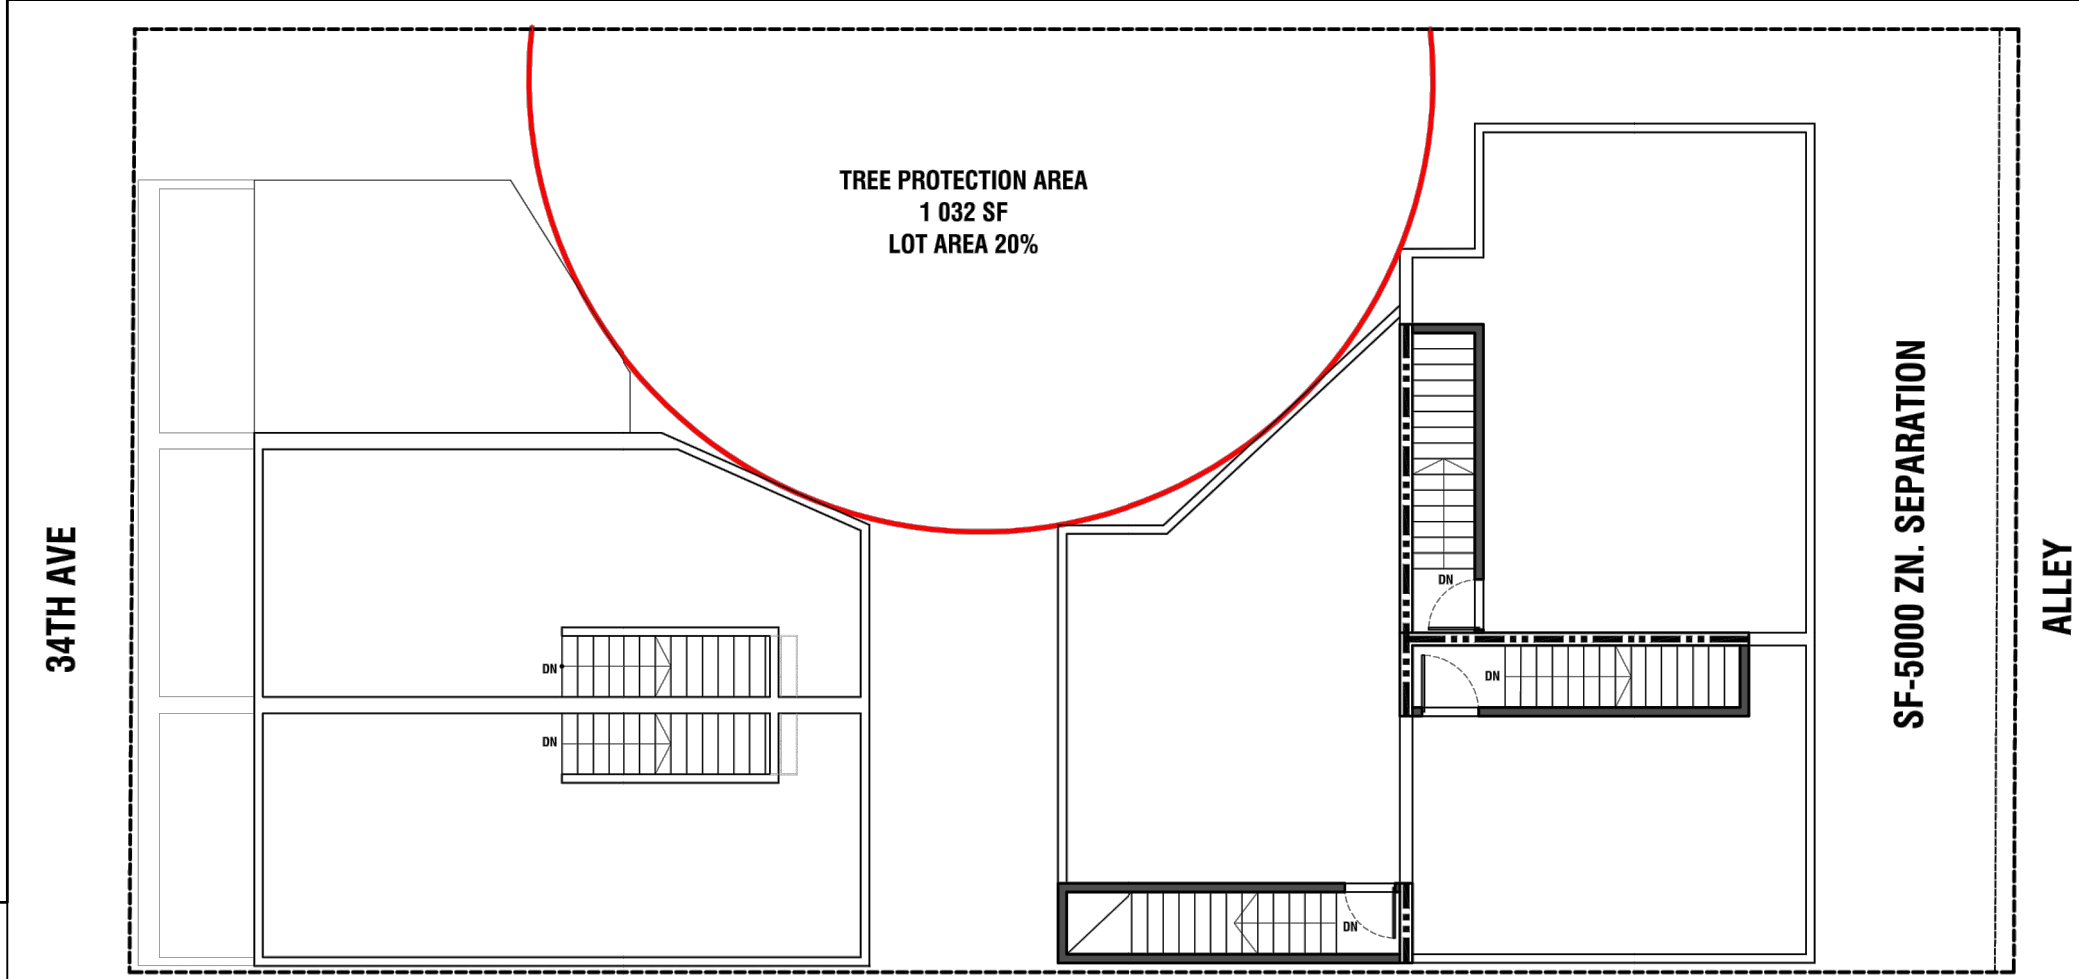 TREE PROTECTION AREA
1 032 SF
LOT AREA 20%
34TH AVE
DN
DN
DN
DN
DN
SF-5000 ZN. SEPARATION
ALLEY